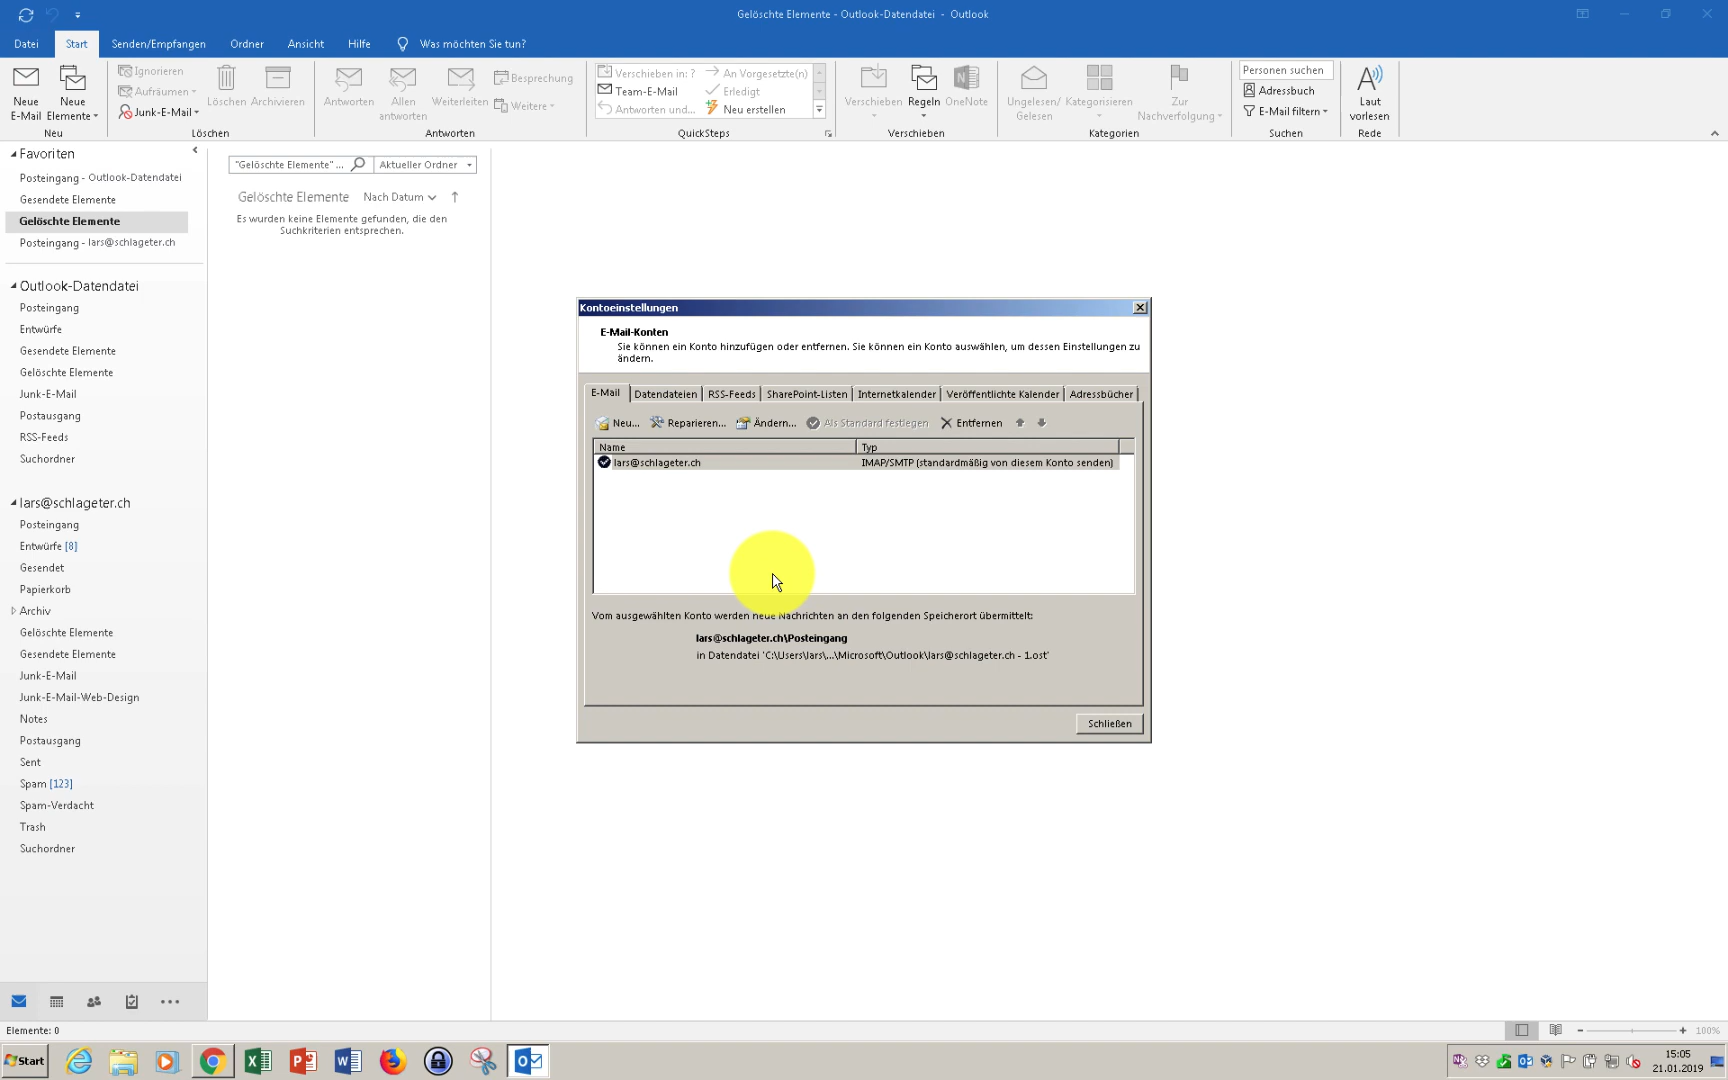 Gelöschte Elemente - Outlook-Datendatei - Outlook
Datei Start Senden/Empfangen Ordner Ansicht Hilfe Was möchten Sie tun?
Neue E-Mail
Neue Elemente
Neu
Ignorieren
Aufräumen
Junk-E-Mail
Löschen Archivieren
Löschen
Antworten
Allen antworten
Weiterleiten
Besprechung
Weitere
Antworten
Verschieben in: ?
Team-E-Mail
Antworten und...
An Vorgesetzte(n)
Erledigt
Neu erstellen
QuickSteps
Verschieben Regeln OneNote
Verschieben
Ungelesen/ Gelesen
Kategorisieren
Zur Nachverfolgung
Kategorien
Personen suchen
Adressbuch
E-Mail filtern
Suchen
Laut vorlesen
Rede
Favoriten
Posteingang - Outlook-Datendatei
Gesendete Elemente
Gelöschte Elemente
Posteingang - lars@schlageter.ch
Outlook-Datendatei
Posteingang
Entwürfe
Gesendete Elemente
Gelöschte Elemente
Junk-E-Mail
Postausgang
RSS-Feeds
Suchordner
lars@schlageter.ch
Posteingang
Entwürfe [8]
Gesendet
Papierkorb
Archiv
Gelöschte Elemente
Gesendete Elemente
Junk-E-Mail
Junk-E-Mail-Web-Design
Notes
Postausgang
Sent
Spam [123]
Spam-Verdacht
Trash
Suchordner
"Gelöschte Elemente" ... Aktueller Ordner
Gelöschte Elemente Nach Datum
Es wurden keine Elemente gefunden, die den
Suchkriterien entsprechen.
Kontoeinstellungen
E-Mail-Konten
Sie können ein Konto hinzufügen oder entfernen. Sie können ein Konto auswählen, um dessen Einstellungen zu
ändern.
E-Mail Datendateien RSS-Feeds SharePoint-Listen Internetkalender Veröffentlichte Kalender Adressbücher
Neu... Reparieren... Ändern... Als Standard festlegen Entfernen
Name Typ
lars@schlageter.ch IMAP/SMTP (standardmäßig von diesem Konto senden)
Vom ausgewählten Konto werden neue Nachrichten an den folgenden Speicherort übermittelt:
lars@schlageter.ch\Posteingang
in Datendatei 'C:\Users\lars\...\Microsoft\Outlook\lars@schlageter.ch - 1.ost'
Schließen
Elemente: 0
100%
Start
15:05
21.01.2019